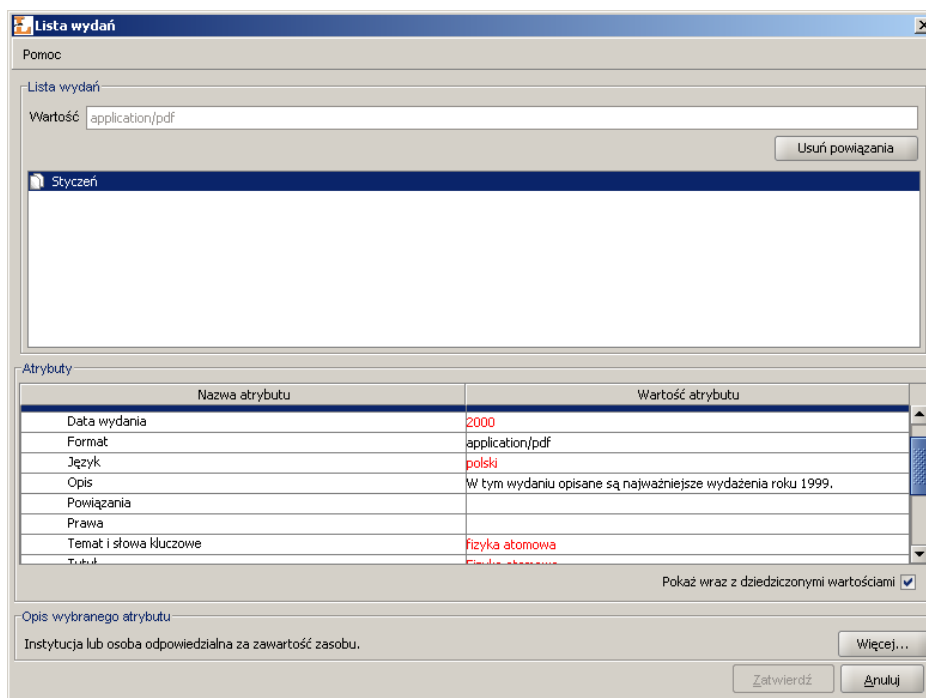 Lista wydań
Pomoc
Lista wydań
Wartość application/pdf
Usuń powiązania
Styczeń
Atrybuty
Nazwa atrybutu Wartość atrybutu
Data wydania 2000
Format application/pdf
Język polski
Opis W tym wydaniu opisane są najważniejsze wydażenia roku 1999.
Powiązania
Prawa
Temat i słowa kluczowe fizyka atomowa
Tytuł Fizyka atomowa
Pokaż wraz z dziedziczonymi wartościami
Opis wybranego atrybutu
Instytucja lub osoba odpowiedzialna za zawartość zasobu.
Więcej...
Zatwierdź Anuluj